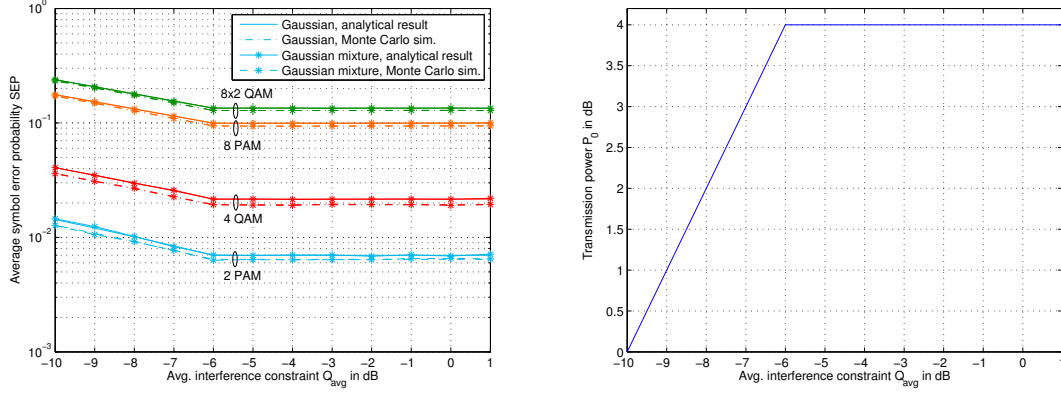 10^0
10^-1
10^-2
10^-3
Average symbol error probability SEP
Gaussian, analytical result
Gaussian, Monte Carlo sim.
Gaussian mixture, analytical result
Gaussian mixture, Monte Carlo sim.
8x2 QAM
8 PAM
4 QAM
2 PAM
−10 −9 −8 −7 −6 −5 −4 −3 −2 −1 0 1
Avg. interference constraint Q_avg in dB
4
3.5
3
2.5
2
1.5
1
0.5
0
Transmission power P_0 in dB
−10 −9 −8 −7 −6 −5 −4 −3 −2 −1 0 1
Avg. interference constraint Q_avg in dB